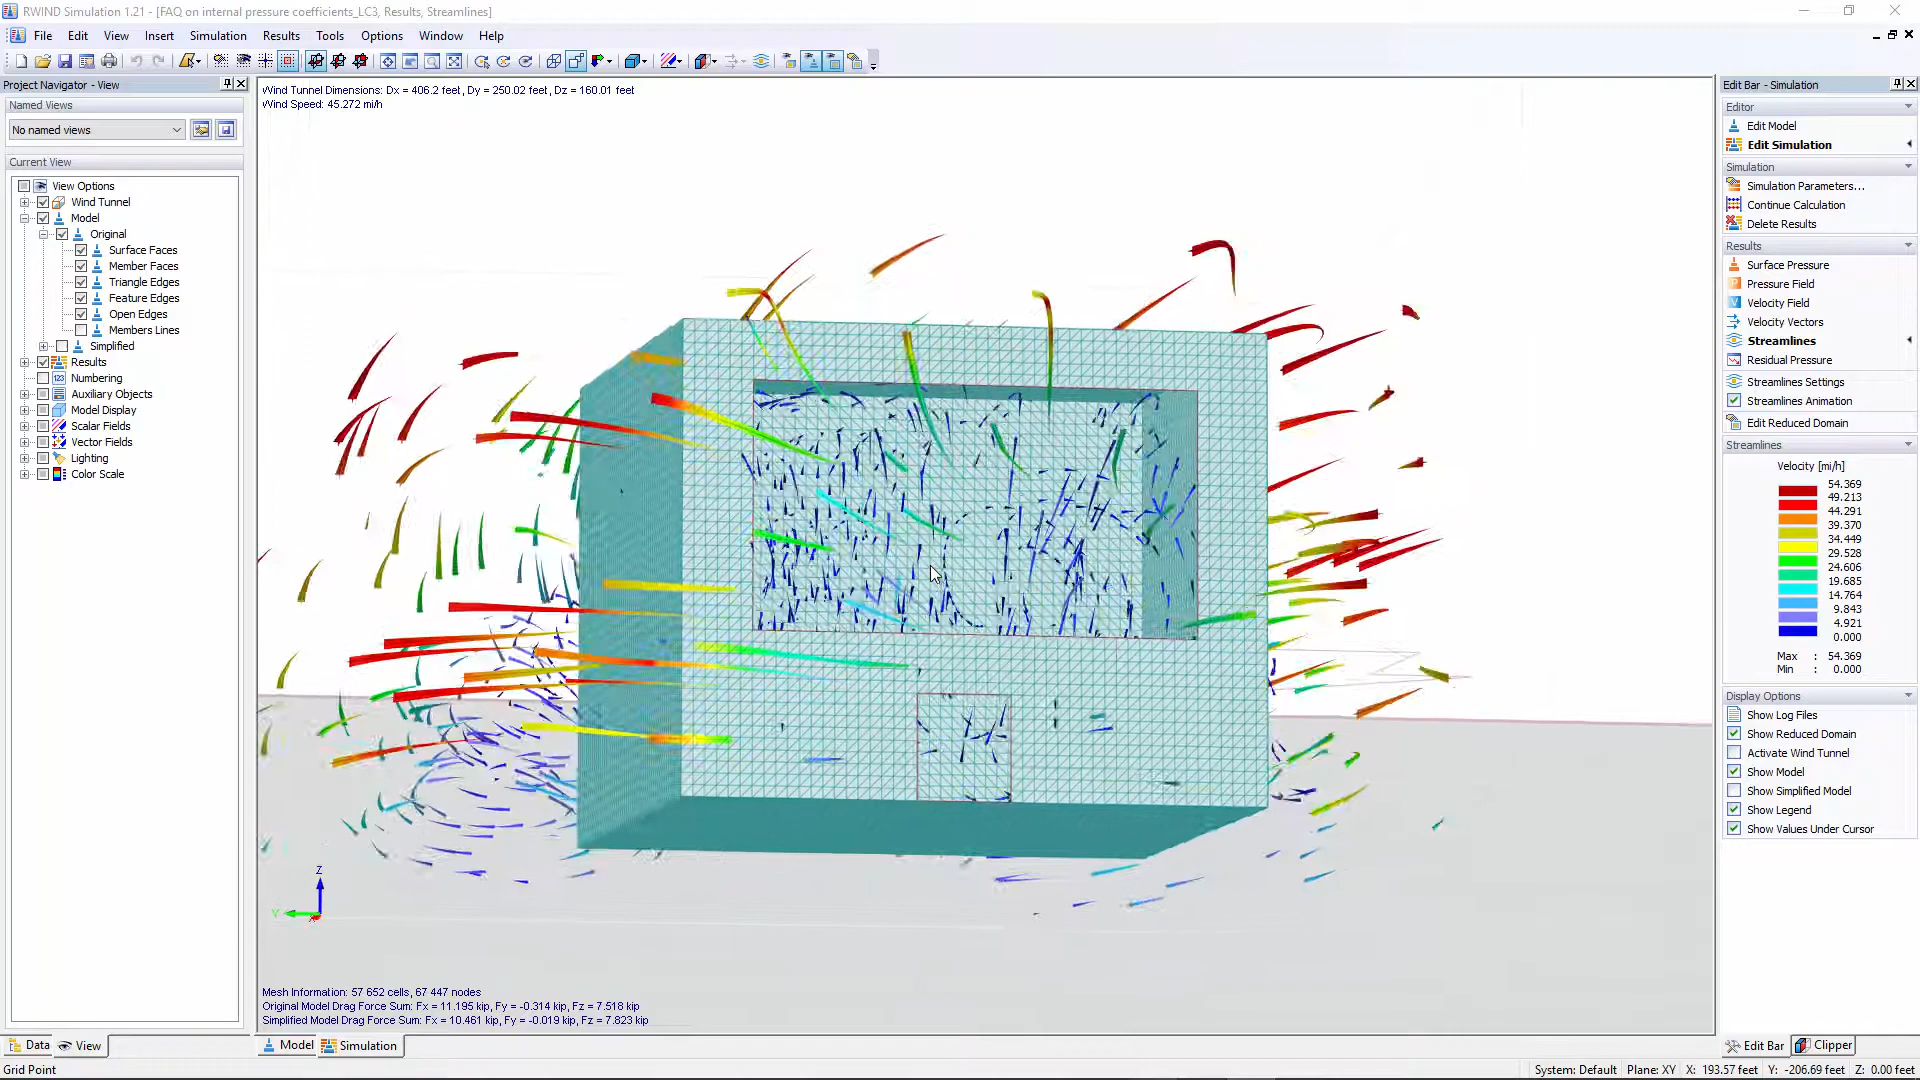 RWIND Simulation 1.21 - [FAQ on internal pressure coefficients_LC3, Results, Streamlines]
File Edit View Insert Simulation Results Tools Options Window Help
Project Navigator - View
Named Views
No named views
Current View
View Options
Wind Tunnel
Model
Original
Surface Faces
Member Faces
Triangle Edges
Feature Edges
Open Edges
Members Lines
Simplified
Results
123 Numbering
Auxiliary Objects
Model Display
Scalar Fields
Vector Fields
Lighting
Color Scale
Data View
Wind Tunnel Dimensions: Dx = 406.2 feet, Dy = 250.02 feet, Dz = 160.01 feet
Wind Speed: 45.272 mi/h
Z
Y
Mesh Information: 57 652 cells, 67 447 nodes
Original Model Drag Force Sum: Fx = 11.195 kip, Fy = -0.314 kip, Fz = 7.518 kip
Simplified Model Drag Force Sum: Fx = 10.461 kip, Fy = -0.019 kip, Fz = 7.823 kip
Model Simulation
Edit Bar - Simulation
Editor
Edit Model
Edit Simulation
Simulation
Simulation Parameters...
Continue Calculation
Delete Results
Results
Surface Pressure
Pressure Field
Velocity Field
Velocity Vectors
Streamlines
Residual Pressure
Streamlines Settings
Streamlines Animation
Edit Reduced Domain
Streamlines
Velocity [mi/h]
54.369
49.213
44.291
39.370
34.449
29.528
24.606
19.685
14.764
9.843
4.921
0.000
Max : 54.369
Min : 0.000
Display Options
Show Log Files
Show Reduced Domain
Activate Wind Tunnel
Show Model
Show Simplified Model
Show Legend
Show Values Under Cursor
Edit Bar Clipper
Grid Point
System: Default Plane: XY X: 193.57 feet Y: -206.69 feet Z: 0.00 feet